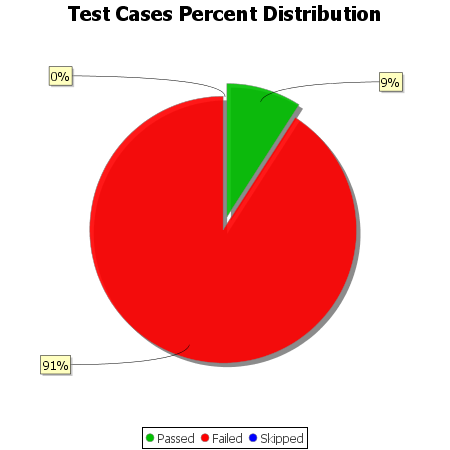 Test Cases Percent Distribution
0%
9%
91%
Passed Failed Skipped